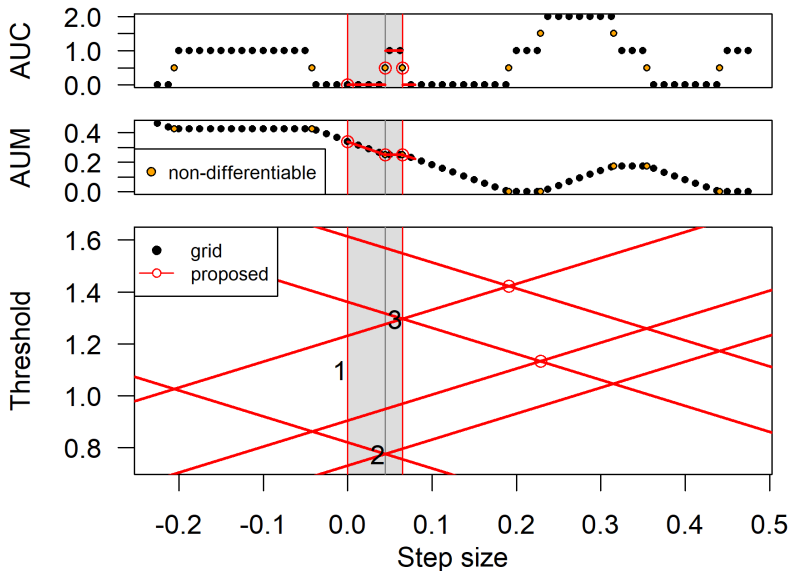 AUC
2.0
1.0
0.0
AUM
0.4
0.2
0.0
non-differentiable
Threshold
1.6
1.4
1.2
1.0
0.8
grid
proposed
3
1
2
-0.2 -0.1 0.0 0.1 0.2 0.3 0.4 0.5
Step size